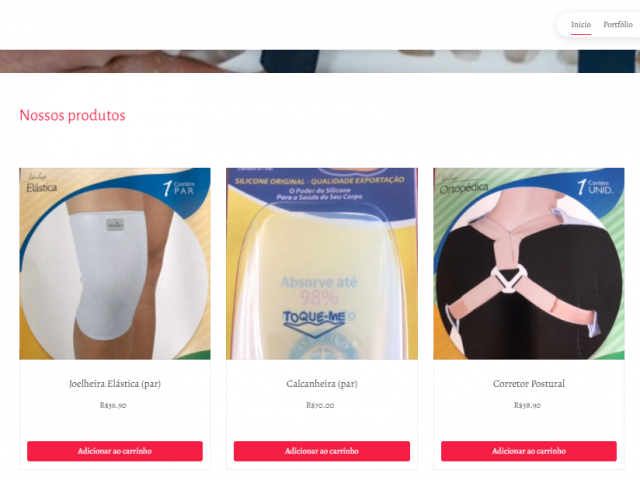 Início
Portfólio
Nossos produtos
linha
Elástica
1 Contém
PAR
SILICONE ORIGINAL - QUALIDADE EXPORTAÇÃO
O Poder do Silicone
Para a Saúde do Seu Corpo
Absorve até
98%
TOQUE-ME
linha
Ortopédica
1 Contém
UNID.
Joelheira Elástica (par)
R$36.90
Adicionar ao carrinho
Calcanheira (par)
R$70.00
Adicionar ao carrinho
Corretor Postural
R$38.90
Adicionar ao carrinho